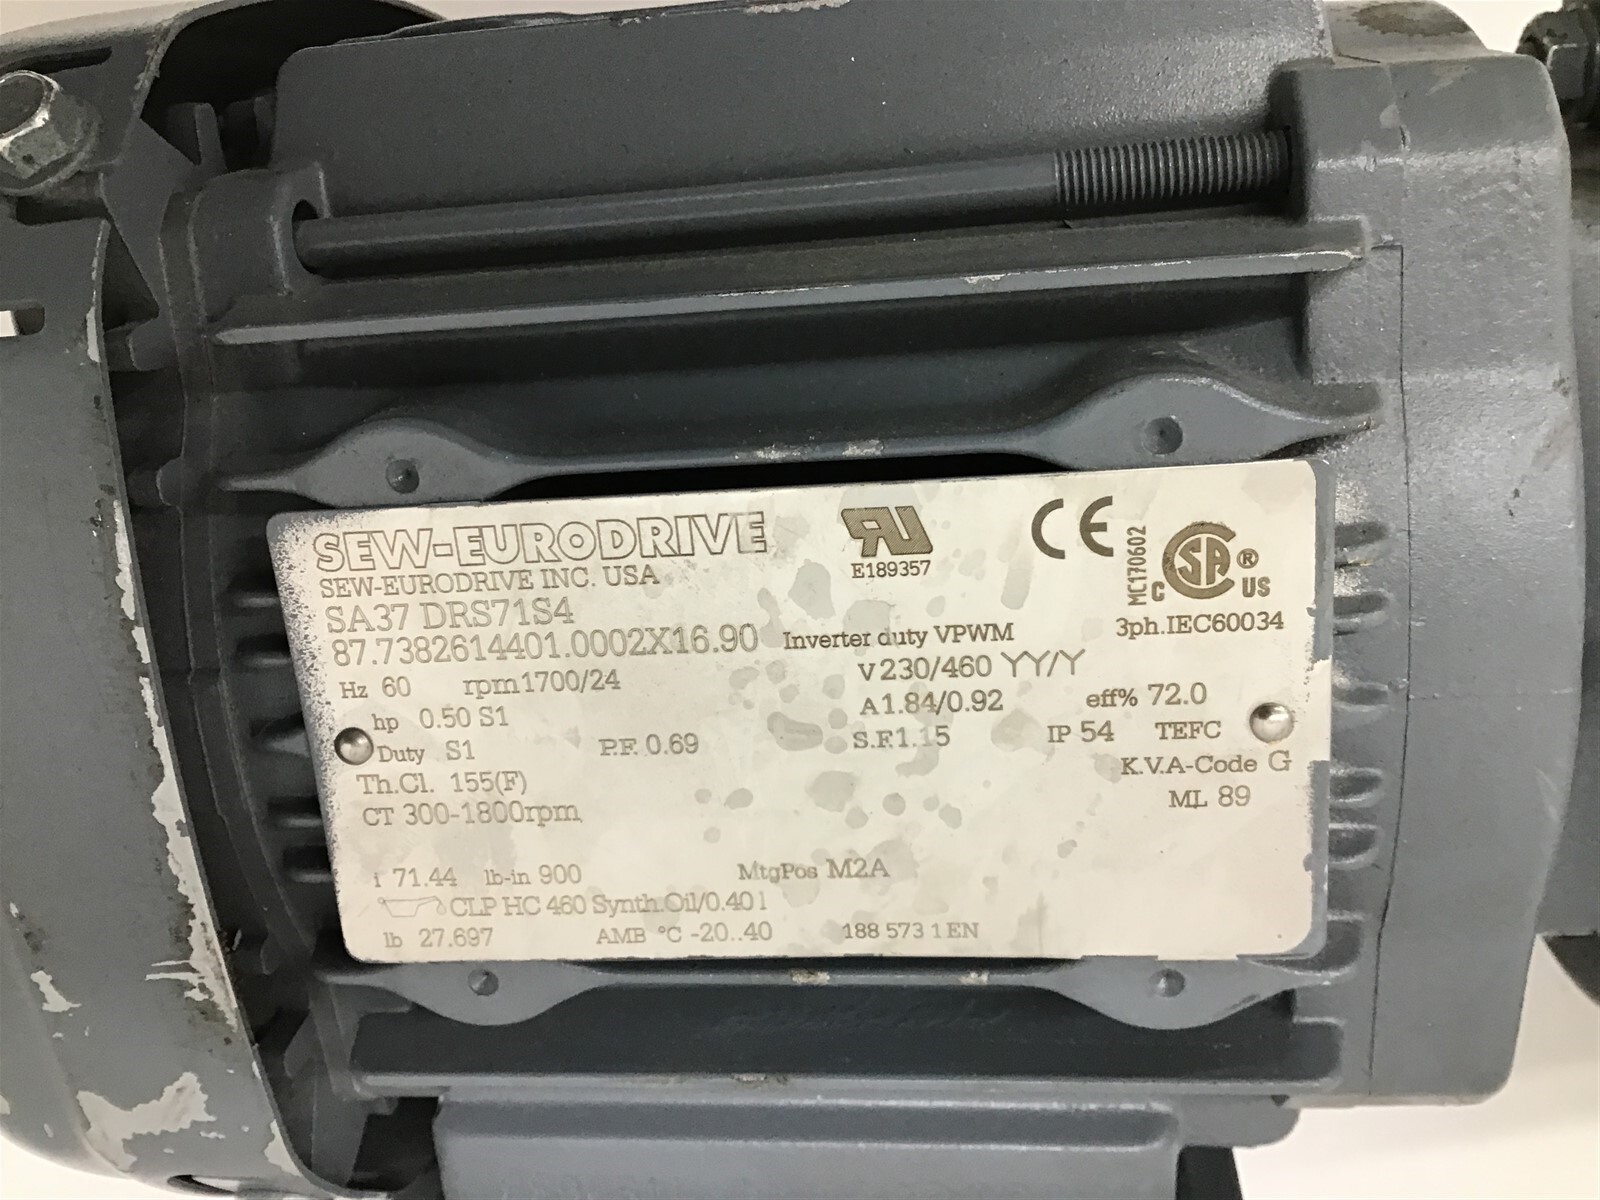 SEW-EURODRIVE
SEW-EURODRIVE INC. USA
SA37 DRS71S4
87.7382614401.0002X16.90
Inverter duty VPWM
E189357
CE
MC170602
CSA
®
C US
3ph.IEC60034
Hz 60 rpm 1700/24 V 230/460 YY/Y
hp 0.50 S1 A 1.84/0.92 eff% 72.0
Duty S1 P.F. 0.69 S.F. 1.15 IP 54 TEFC
Th.Cl. 155(F) K.V.A-Code G
CT 300-1800rpm ML 89
i 71.44 lb-in 900 MtgPos M2A
CLP HC 460 Synth.Oil/0.40 l
lb 27.697 AMB °C -20..40 188 573 1 EN